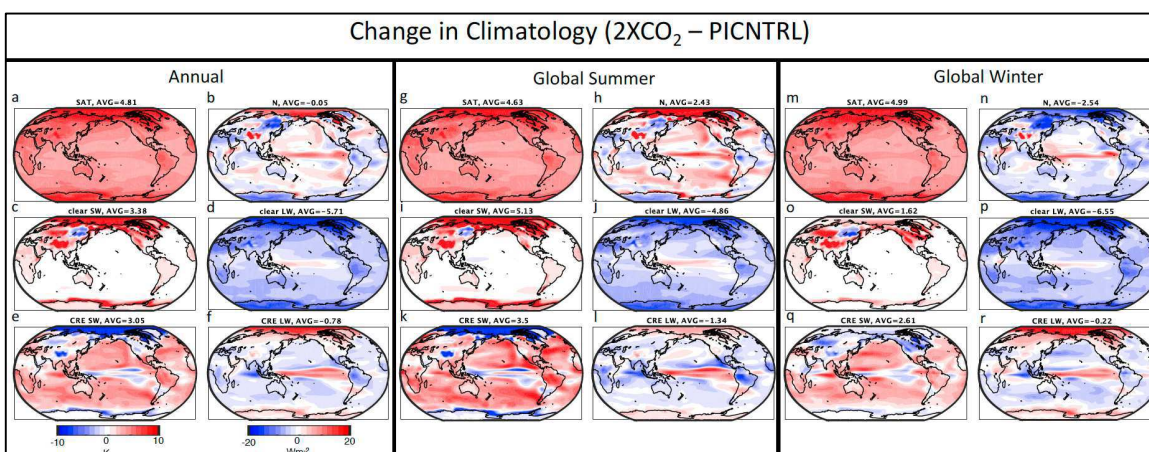 Change in Climatology (2XCO₂ – PICNTRL)
Annual
Global Summer
Global Winter
a
SAT, AVG=4.81
b
N, AVG=−0.05
g
SAT, AVG=4.63
h
N, AVG=2.43
m
SAT, AVG=4.99
n
N, AVG=−2.54
c
clear SW, AVG=3.38
d
clear LW, AVG=−5.71
i
clear SW, AVG=5.13
j
clear LW, AVG=−4.86
o
clear SW, AVG=1.62
p
clear LW, AVG=−6.55
e
CRE SW, AVG=3.05
f
CRE LW, AVG=−0.78
k
CRE SW, AVG=3.5
l
CRE LW, AVG=−1.34
q
CRE SW, AVG=2.61
r
CRE LW, AVG=−0.22
-10 0 10
K
-20 0 20
Wm-2